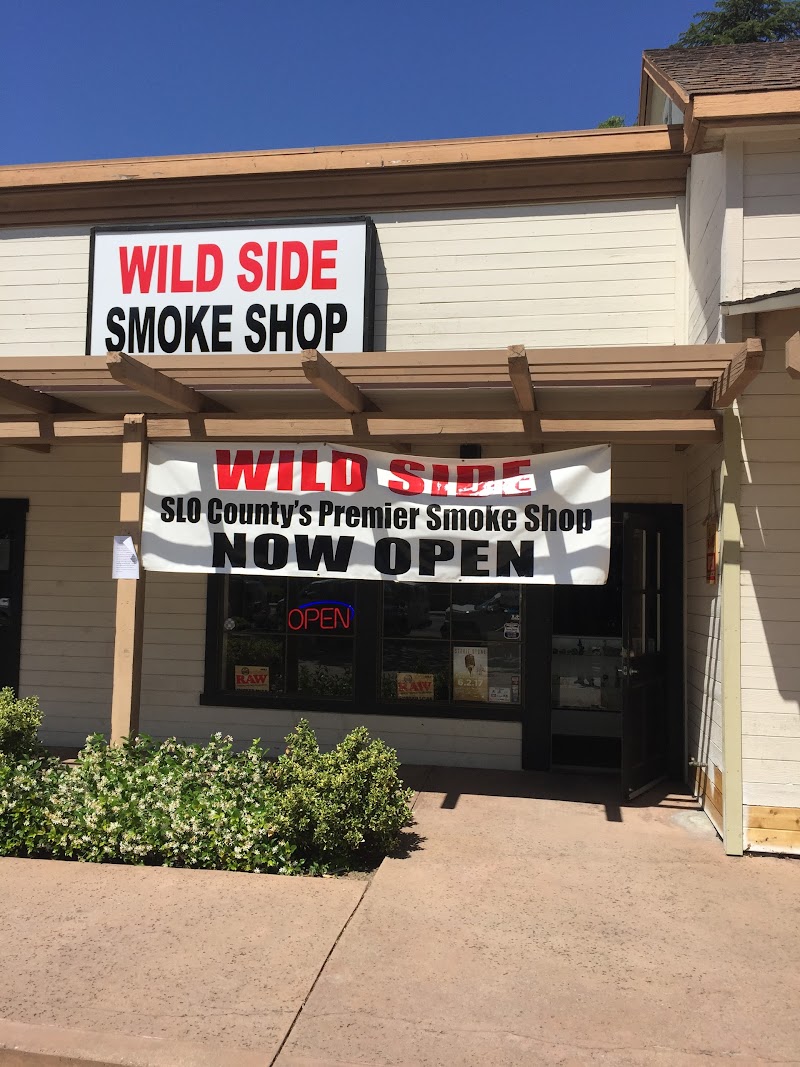 WILD SIDE
SMOKE SHOP
WILD SIDE
SLO County's Premier Smoke Shop
NOW OPEN
OPEN
RAW
RAW